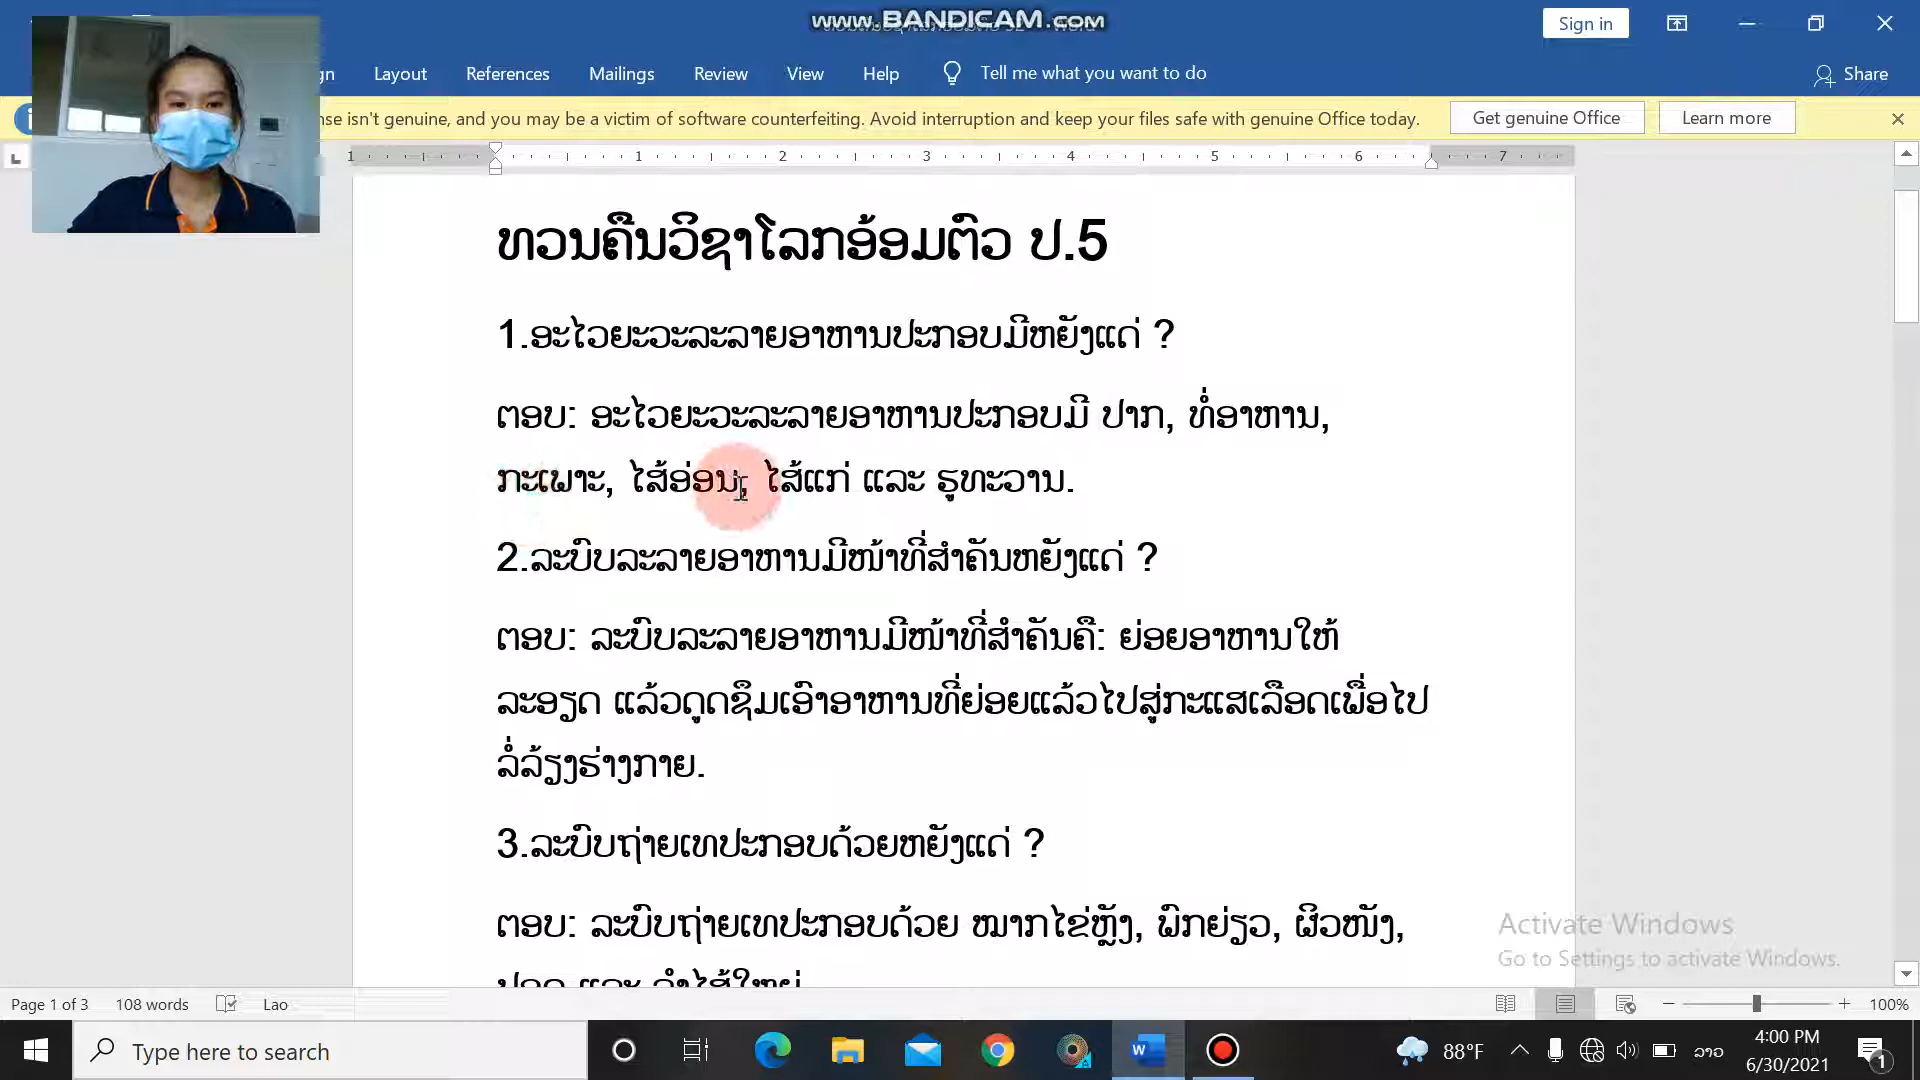 www.BANDICAM.com
Sign in
Layout References Mailings Review View Help Tell me what you want to do Share
isn't genuine, and you may be a victim of software counterfeiting. Avoid interruption and keep your files safe with genuine Office today. Get genuine Office Learn more
1 1 2 3 4 5 6 7
ທວນຄືນວິຊາໂລກອ້ອມຕົວ ປ.5
1.ອະໄວຍະວະລະລາຍອາຫານປະກອບມີຫຍັງແດ່ ?
ຕອບ: ອະໄວຍະວະລະລາຍອາຫານປະກອບມີ ປາກ, ທໍ່ອາຫານ,
ກະເພາະ, ໄສ້ອ່ອນ, ໄສ້ແກ່ ແລະ ຮູທະວານ.
2.ລະບົບລະລາຍອາຫານມີໜ້າທີ່ສຳຄັນຫຍັງແດ່ ?
ຕອບ: ລະບົບລະລາຍອາຫານມີໜ້າທີ່ສຳຄັນຄື: ຍ່ອຍອາຫານໃຫ້
ລະອຽດ ແລ້ວດູດຊຶມເອົາອາຫານທີ່ຍ່ອຍແລ້ວໄປສູ່ກະແສເລືອດເພື່ອໄປ
ລໍ່ລ້ຽງຮ່າງກາຍ.
3.ລະບົບຖ່າຍເທປະກອບດ້ວຍຫຍັງແດ່ ?
ຕອບ: ລະບົບຖ່າຍເທປະກອບດ້ວຍ ໝາກໄຂ່ຫຼັງ, ພົກຍ່ຽວ, ຜິວໜັງ,
Activate Windows
Go to Settings to activate Windows.
Page 1 of 3 108 words Lao 100%
Type here to search 88°F ລາວ 4:00 PM
6/30/2021 1